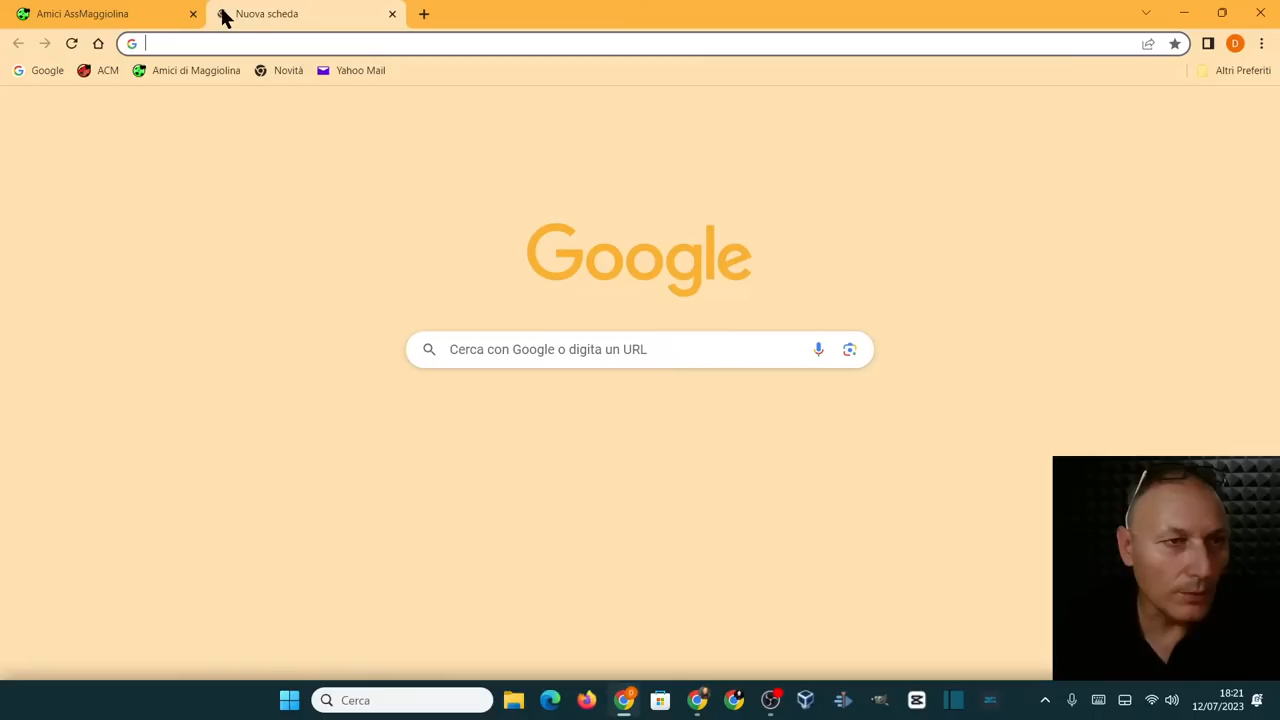 Amici AssMaggiolina
Nuova scheda
Google
ACM
Amici di Maggiolina
Novità
Yahoo Mail
Altri Preferiti
D
Google
Cerca con Google o digita un URL
Cerca
18:21
12/07/2023